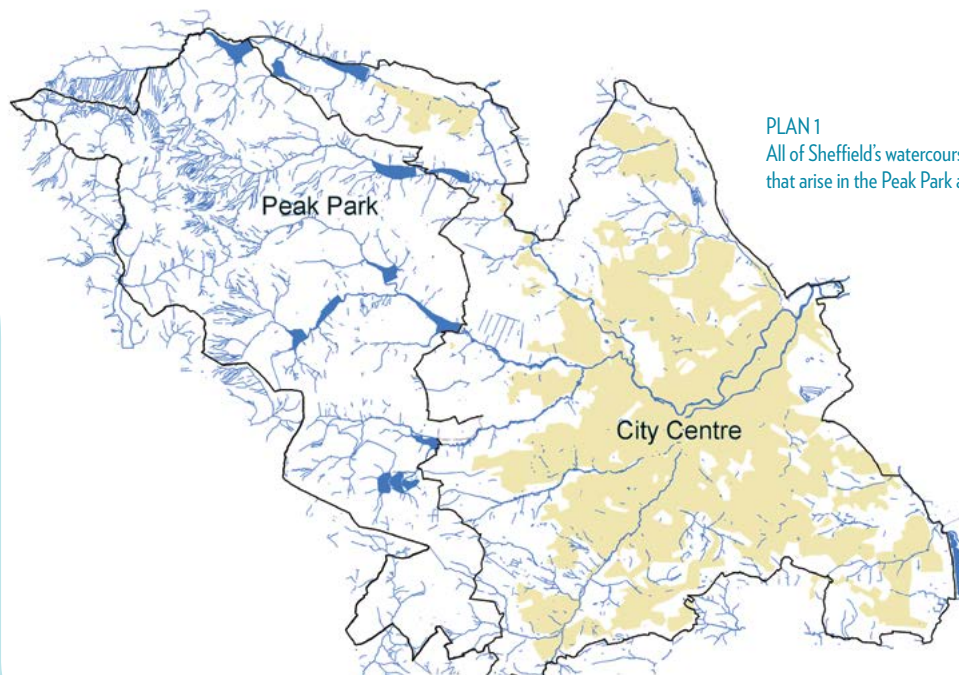 PLAN 1
All of Sheffield's watercours
that arise in the Peak Park a
Peak Park
City Centre